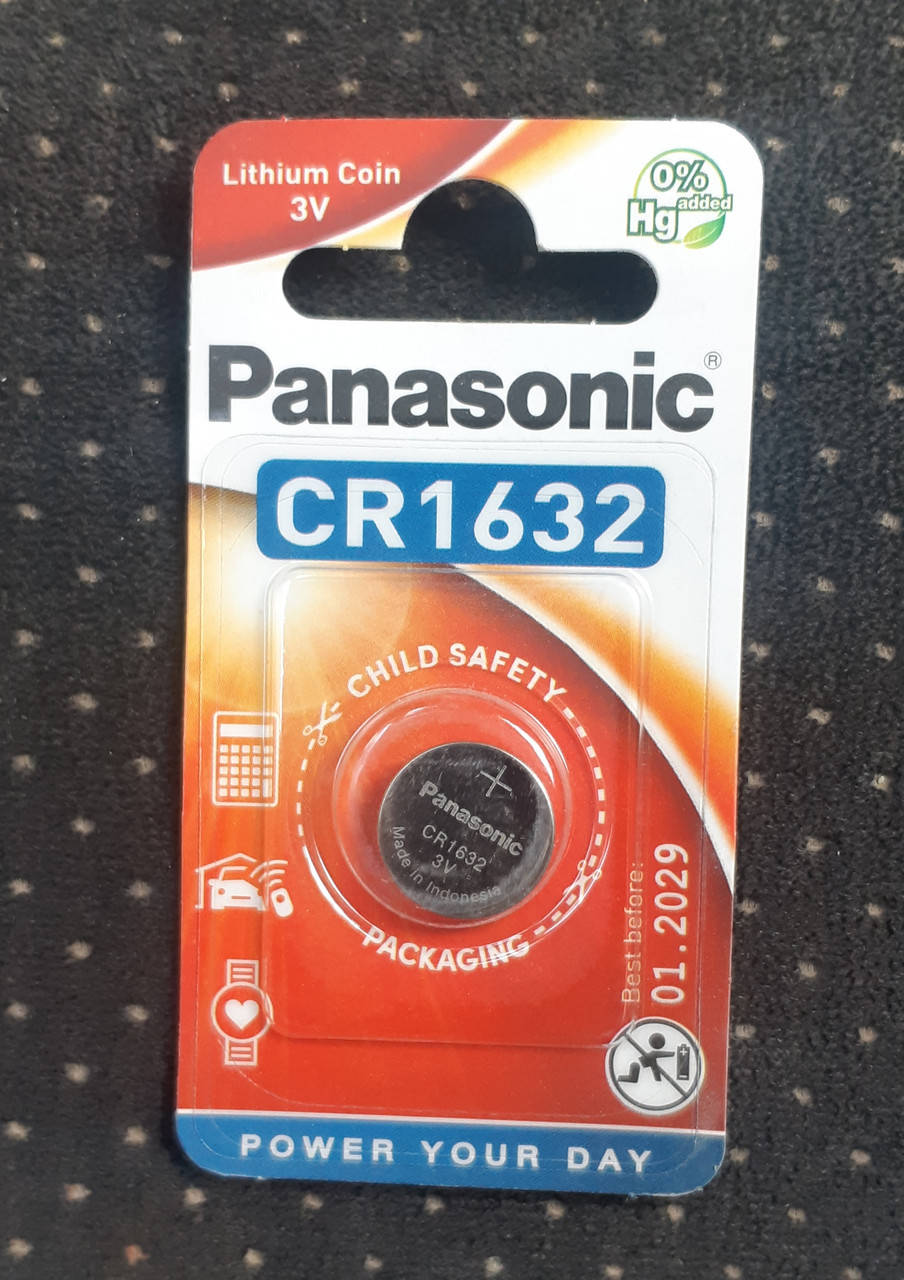 Lithium Coin
3V
0%
Hg added
Panasonic®
CR1632
CHILD SAFETY
PACKAGING
+
Panasonic
CR1632
3V
Made in Indonesia
Best before:
01.2029
POWER YOUR DAY